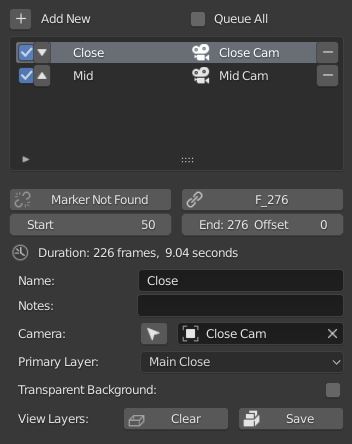 Add New Queue All
Close Close Cam
Mid Mid Cam
Marker Not Found F_276
Start 50 End: 276 Offset 0
Duration: 226 frames, 9.04 seconds
Name: Close
Notes:
Camera: Close Cam
Primary Layer: Main Close
Transparent Background:
View Layers: Clear Save